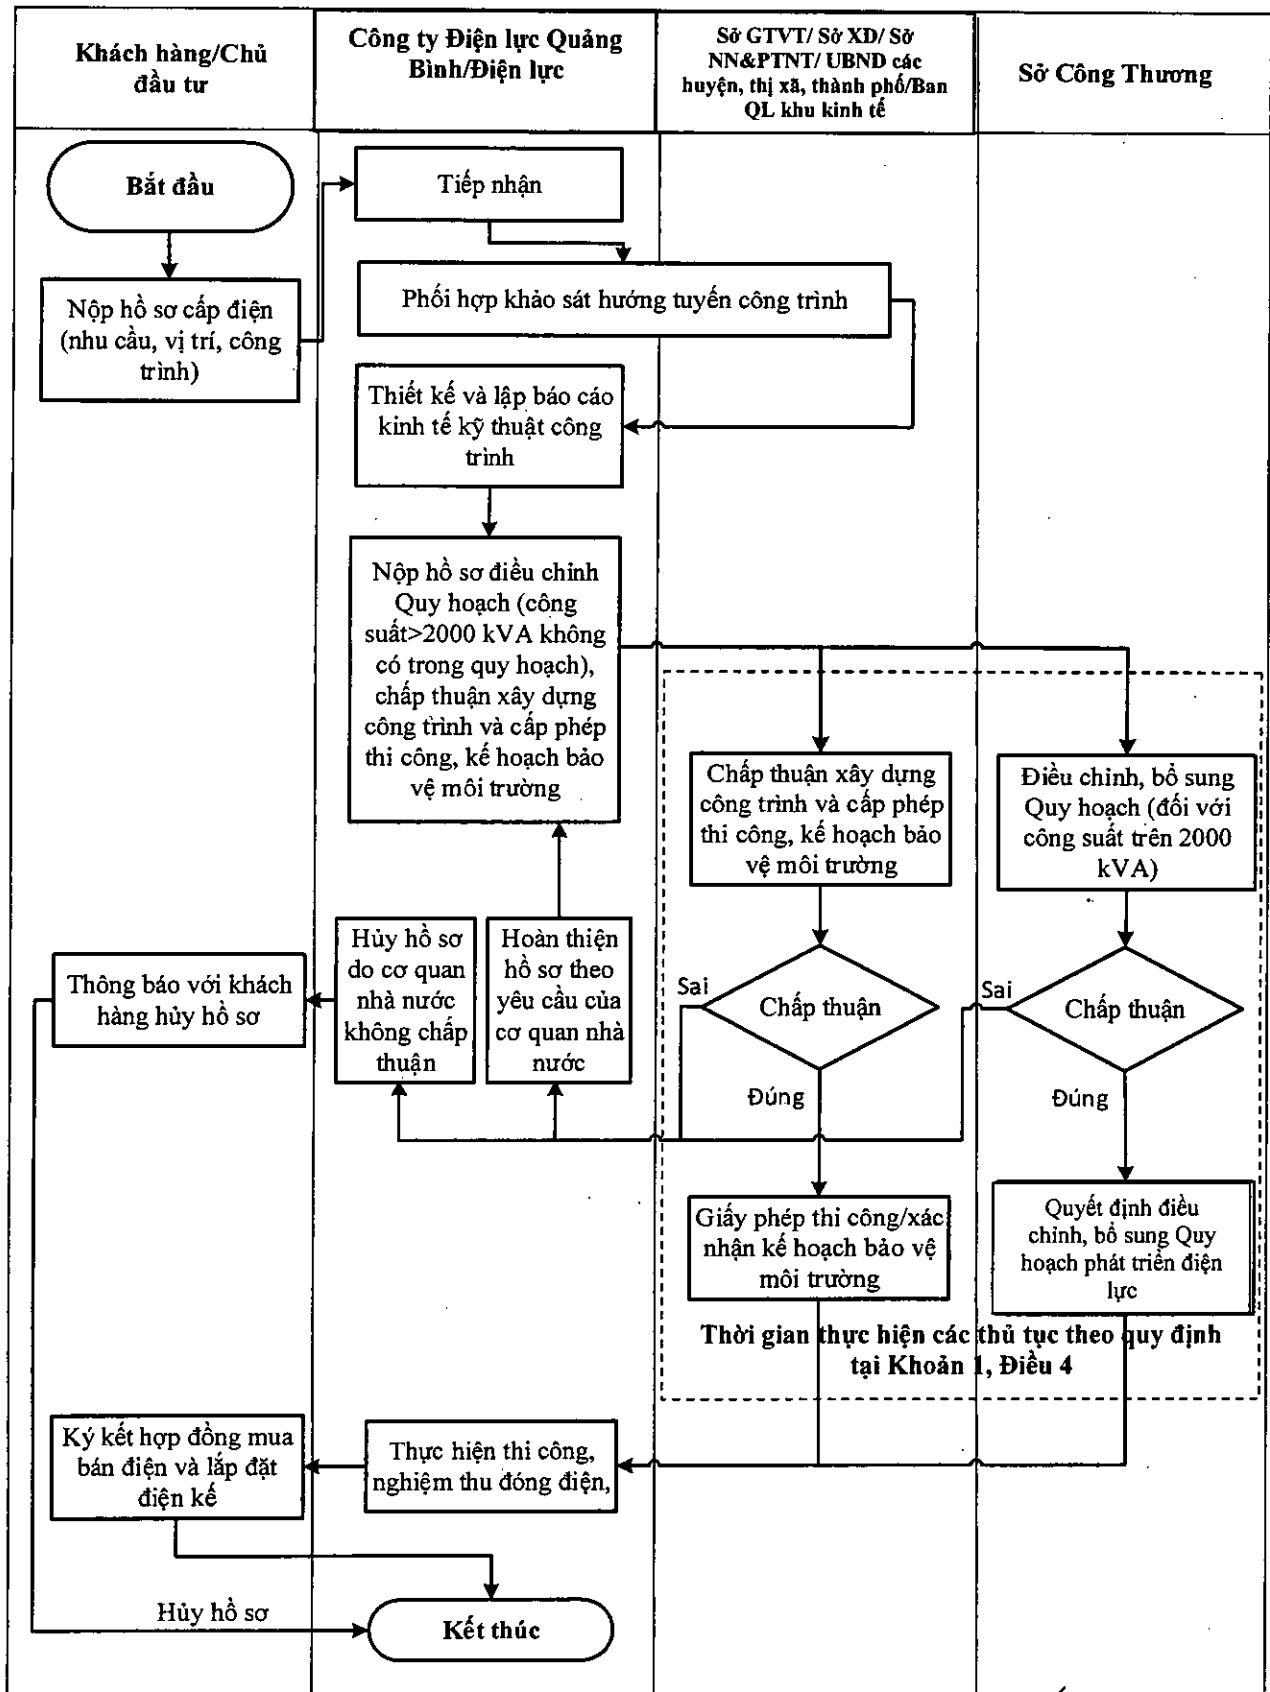 Khách hàng/Chủ
đầu tư
Công ty Điện lực Quảng
Bình/Điện lực
Sở GTVT/ Sở XD/ Sở
NN&PTNT/ UBND các
huyện, thị xã, thành phố/Ban
QL khu kinh tế
Sở Công Thương
Bắt đầu
Tiếp nhận
Nộp hồ sơ cấp điện
(nhu cầu, vị trí, công
trình)
Phối hợp khảo sát hướng tuyến công trình
Thiết kế và lập báo cáo
kinh tế kỹ thuật công
trình
Nộp hồ sơ điều chỉnh
Quy hoạch (công
suất>2000 kVA không
có trong quy hoạch),
chấp thuận xây dựng
công trình và cấp phép
thi công, kế hoạch bảo
vệ môi trường
Chấp thuận xây dựng
công trình và cấp phép
thi công, kế hoạch bảo
vệ môi trường
Điều chỉnh, bổ sung
Quy hoạch (đối với
công suất trên 2000
kVA)
Thông báo với khách
hàng hủy hồ sơ
Hủy hồ sơ
do cơ quan
nhà nước
không chấp
thuận
Hoàn thiện
hồ sơ theo
yêu cầu của
cơ quan nhà
nước
Sai
Chấp thuận
Sai
Chấp thuận
Đúng
Đúng
Giấy phép thi công/xác
nhận kế hoạch bảo vệ
môi trường
Quyết định điều
chỉnh, bổ sung Quy
hoạch phát triển điện
lực
Thời gian thực hiện các thủ tục theo quy định
tại Khoản 1, Điều 4
Ký kết hợp đồng mua
bán điện và lắp đặt
điện kế
Thực hiện thi công,
nghiệm thu đóng điện,
Hủy hồ sơ
Kết thúc